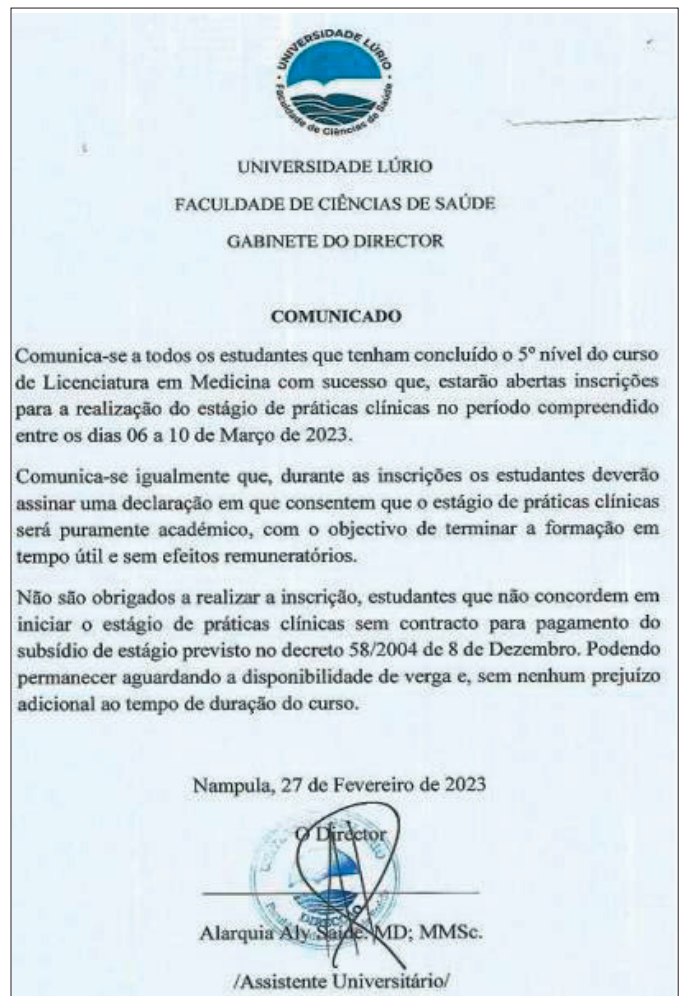 UNIVERSIDADE LÚRIO
Faculdade de Ciências de Saúde
UNIVERSIDADE LÚRIO
FACULDADE DE CIÊNCIAS DE SAÚDE
GABINETE DO DIRECTOR
COMUNICADO
Comunica-se a todos os estudantes que tenham concluído o 5º nível do curso
de Licenciatura em Medicina com sucesso que, estarão abertas inscrições
para a realização do estágio de práticas clínicas no período compreendido
entre os dias 06 a 10 de Março de 2023.
Comunica-se igualmente que, durante as inscrições os estudantes deverão
assinar uma declaração em que consentem que o estágio de práticas clínicas
será puramente académico, com o objectivo de terminar a formação em
tempo útil e sem efeitos remuneratórios.
Não são obrigados a realizar a inscrição, estudantes que não concordem em
iniciar o estágio de práticas clínicas sem contracto para pagamento do
subsídio de estágio previsto no decreto 58/2004 de 8 de Dezembro. Podendo
permanecer aguardando a disponibilidade de verga e, sem nenhum prejuízo
adicional ao tempo de duração do curso.
Nampula, 27 de Fevereiro de 2023
O Director
DIRECÇÃO
Alarquia Aly Saide. MD; MMSc.
/Assistente Universitário/